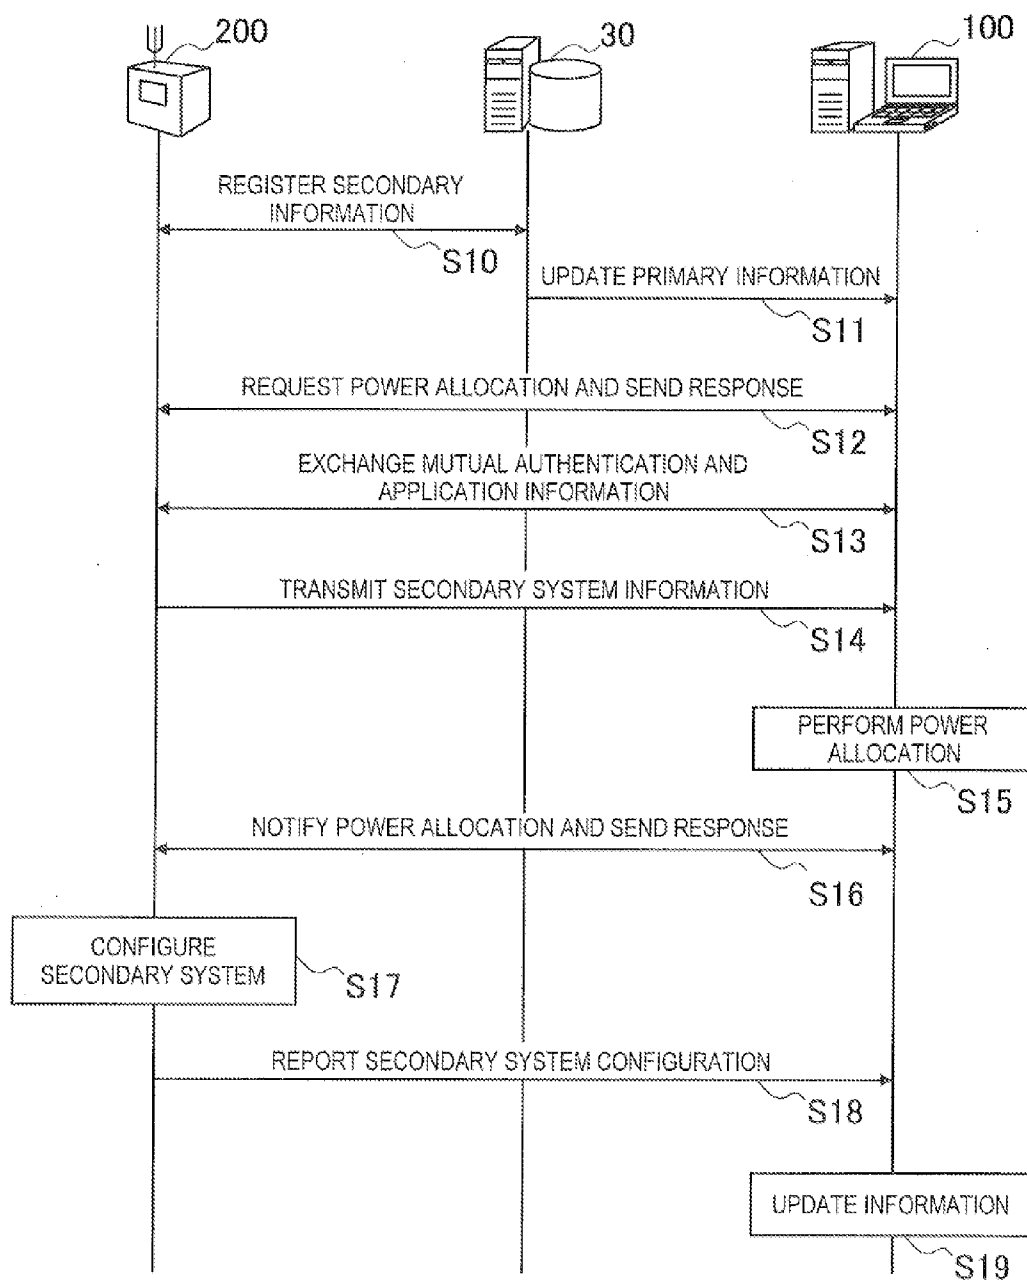 200
30
100
REGISTER SECONDARY
INFORMATION
S10
UPDATE PRIMARY INFORMATION
S11
REQUEST POWER ALLOCATION AND SEND RESPONSE
S12
EXCHANGE MUTUAL AUTHENTICATION AND
APPLICATION INFORMATION
S13
TRANSMIT SECONDARY SYSTEM INFORMATION
S14
PERFORM POWER
ALLOCATION
S15
NOTIFY POWER ALLOCATION AND SEND RESPONSE
S16
CONFIGURE
SECONDARY SYSTEM
S17
REPORT SECONDARY SYSTEM CONFIGURATION
S18
UPDATE INFORMATION
S19